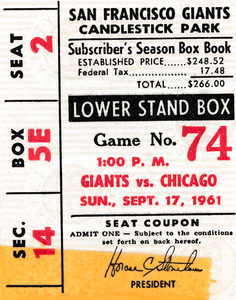 SAN FRANCISCO GIANTS
CANDLESTICK PARK
Subscriber's Season Box Book
ESTABLISHED PRICE......$248.52
Federal Tax................. 17.48
TOTAL......$266.00
LOWER STAND BOX
Game No. 74
1:00 P. M.
GIANTS vs. CHICAGO
SUN., SEPT. 17, 1961
SEAT COUPON
ADMIT ONE — Subject to the conditions
set forth on back hereof.
Horace C. Stoneham
PRESIDENT
SEAT 2
BOX 5E
SEC. 14